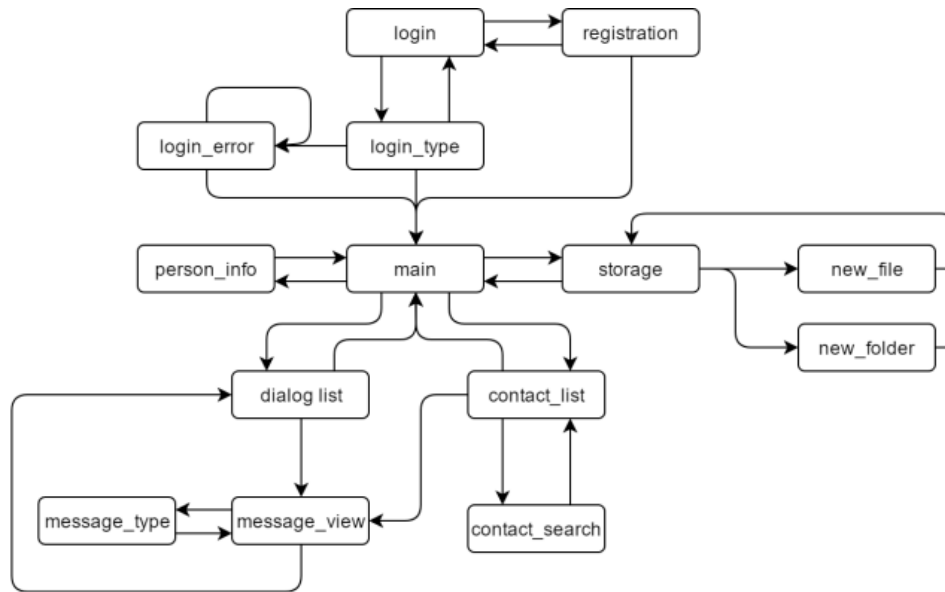 login
registration
login_error
login_type
person_info
main
storage
new_file
new_folder
dialog list
contact_list
message_type
message_view
contact_search